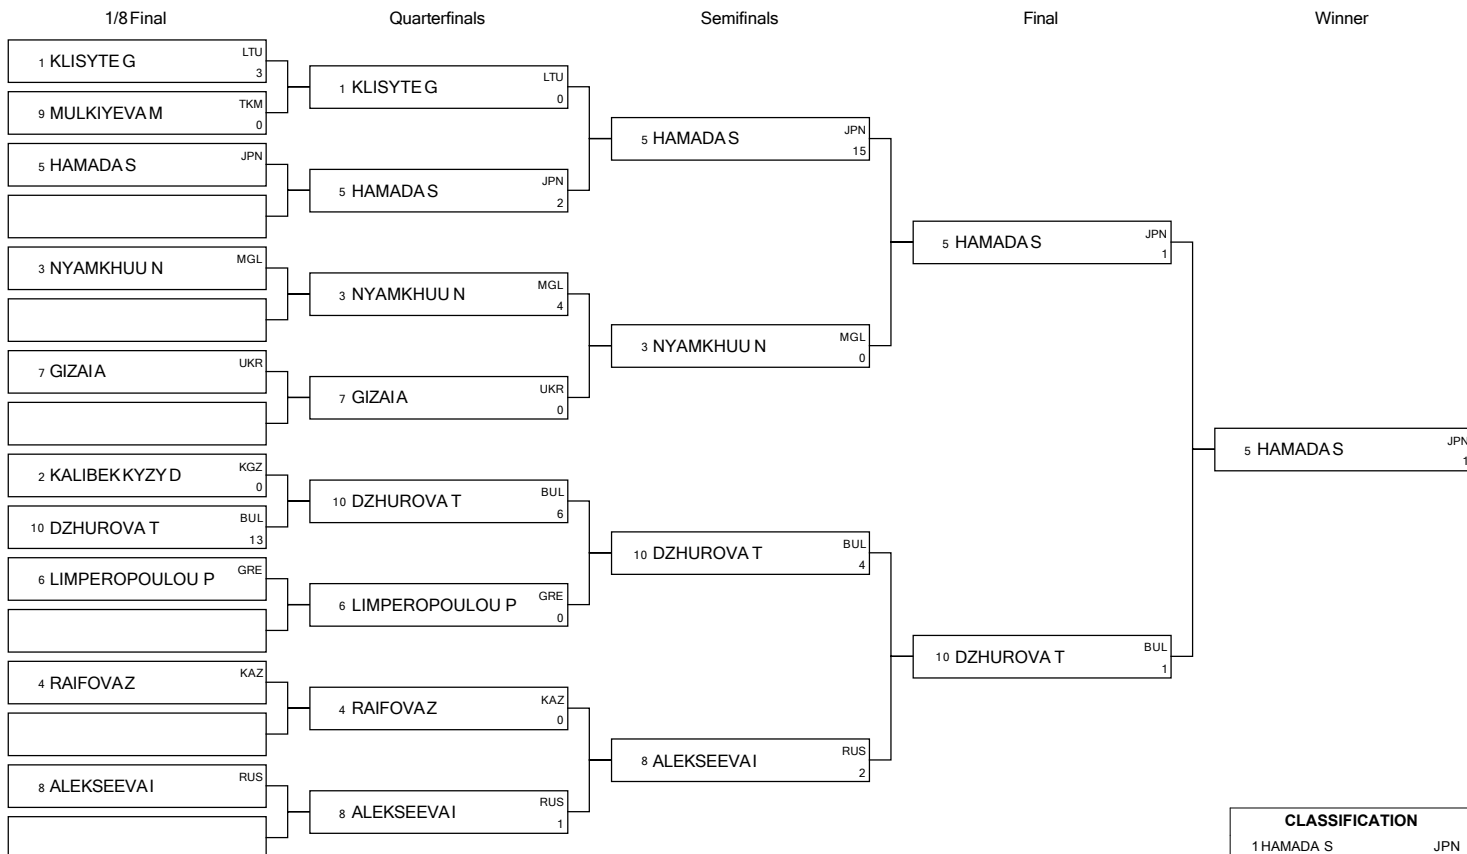 1/8 Final Quarterfinals Semifinals Final Winner
1 KLISYTE G LTU 3
9 MULKIYEVA M TKM 0
5 HAMADA S JPN
3 NYAMKHUU N MGL
7 GIZAI A UKR
2 KALIBEK KYZY D KGZ 0
10 DZHUROVA T BUL 13
6 LIMPEROPOULOU P GRE
4 RAIFOVA Z KAZ
8 ALEKSEEVA I RUS
1 KLISYTE G LTU 0
5 HAMADA S JPN 2
3 NYAMKHUU N MGL 4
7 GIZAI A UKR 0
10 DZHUROVA T BUL 6
6 LIMPEROPOULOU P GRE 0
4 RAIFOVA Z KAZ 0
8 ALEKSEEVA I RUS 1
5 HAMADA S JPN 15
3 NYAMKHUU N MGL 0
10 DZHUROVA T BUL 4
8 ALEKSEEVA I RUS 2
5 HAMADA S JPN 1
10 DZHUROVA T BUL 1
5 HAMADA S JPN 1
CLASSIFICATION
1 HAMADA S JPN